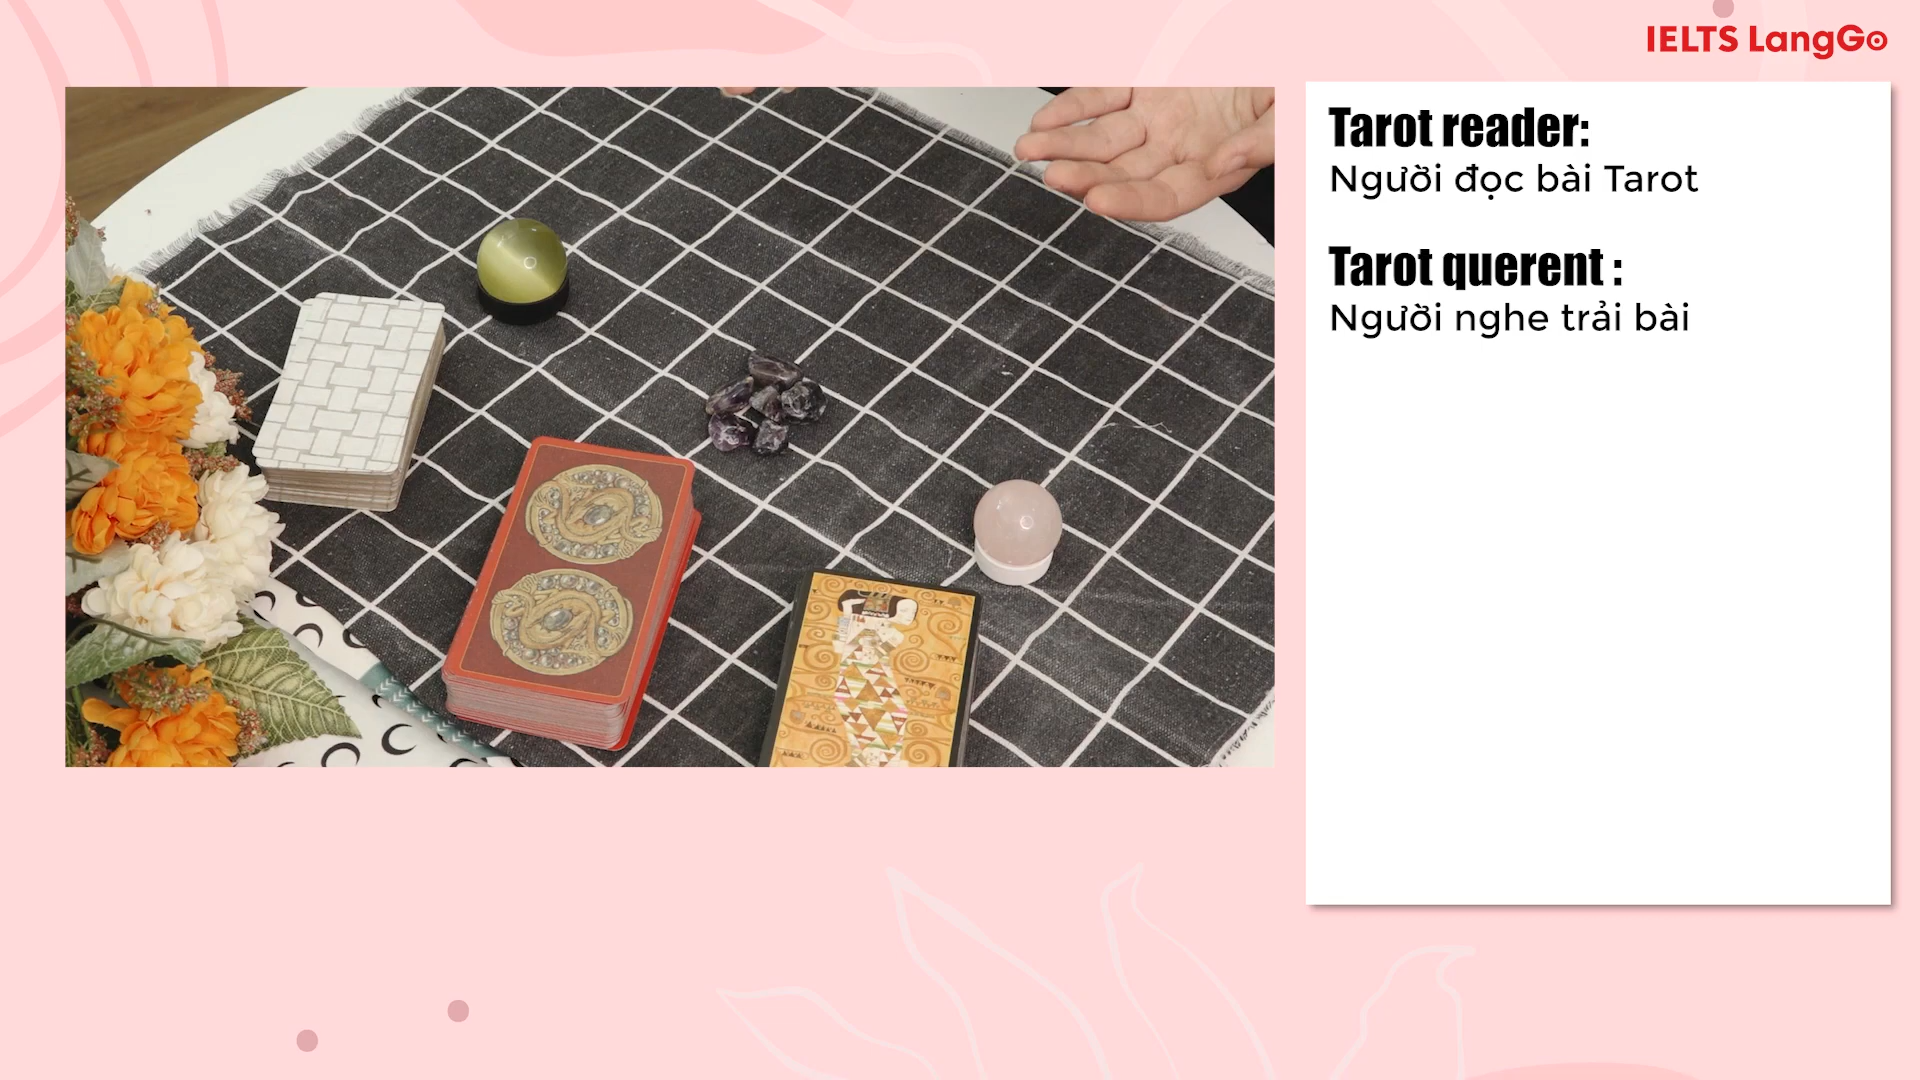 IELTS LangGo
Tarot reader:
Người đọc bài Tarot
Tarot querent :
Người nghe trải bài